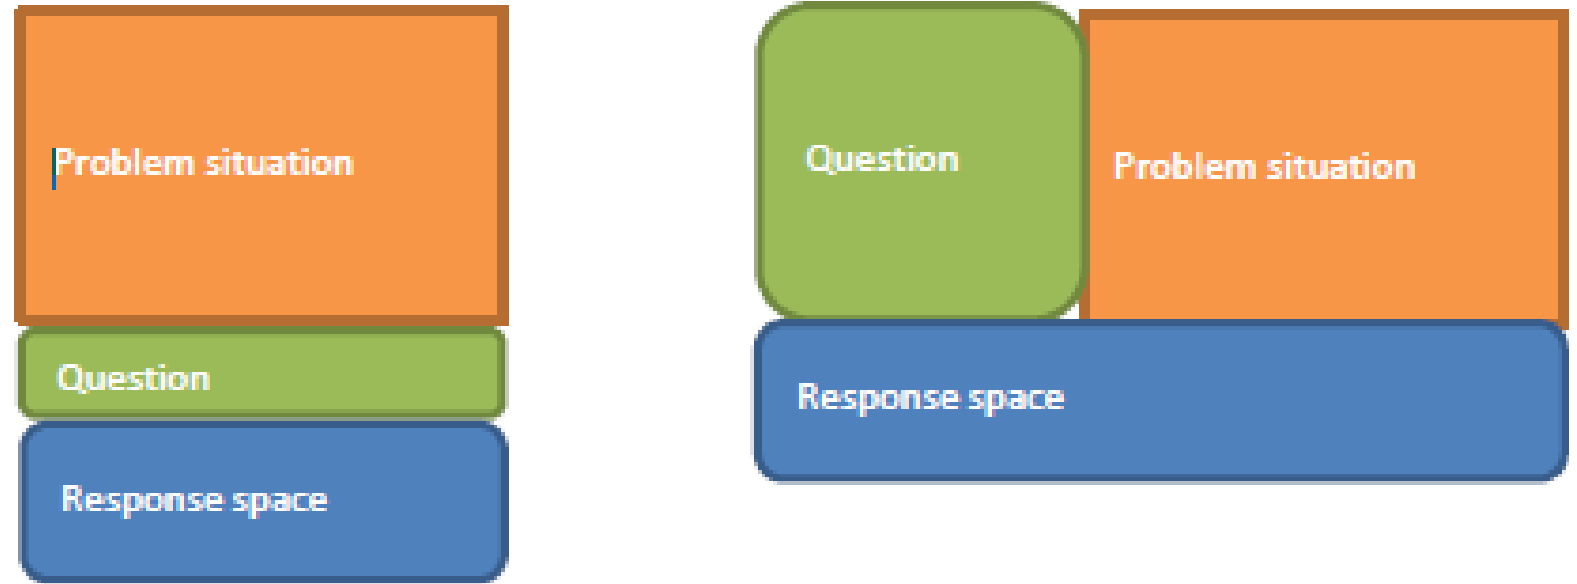 Problem situation
Question
Response space
Question
Problem situation
Response space